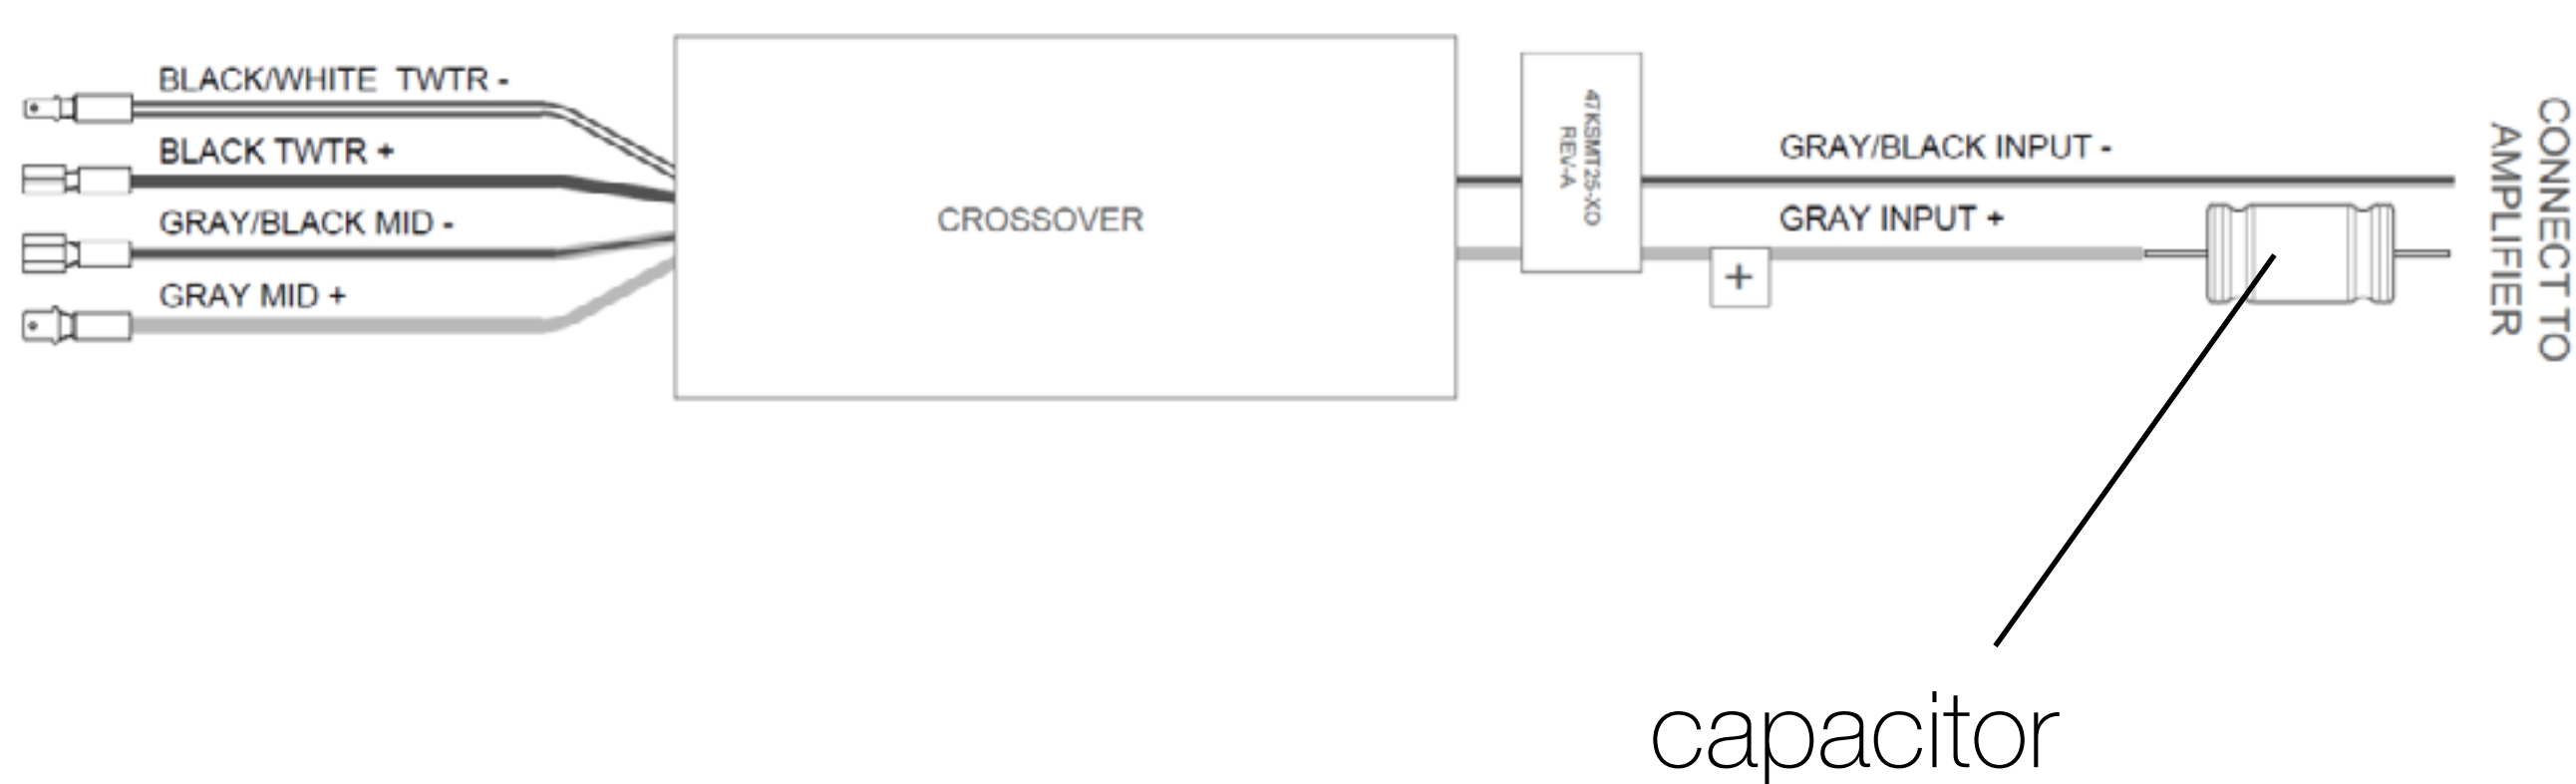 BLACK/WHITE TWTR -
BLACK TWTR +
GRAY/BLACK MID -
GRAY MID +
CROSSOVER
47KSMT25-XO
REV-A
GRAY/BLACK INPUT -
GRAY INPUT +
+
CONNECT TO
AMPLIFIER
capacitor